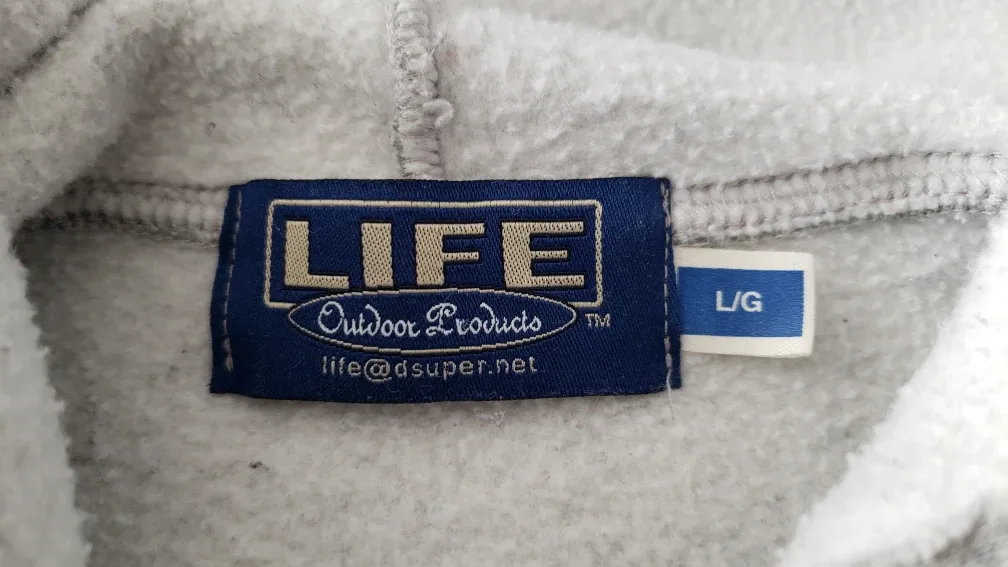 LIFE
Outdoor Products
TM
life@dsuper.net
L/G